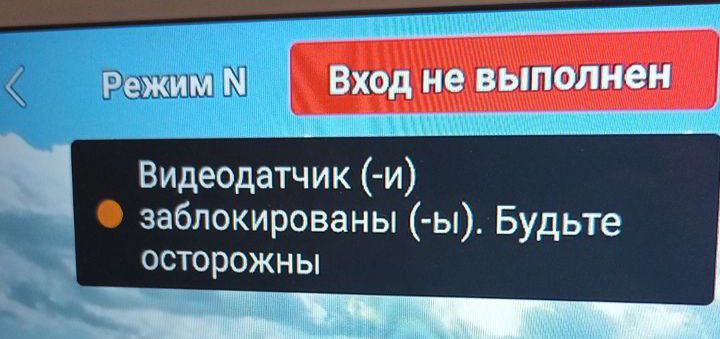 Режим N
Вход не выполнен
Видеодатчик (-и)
заблокированы (-ы). Будьте
осторожны